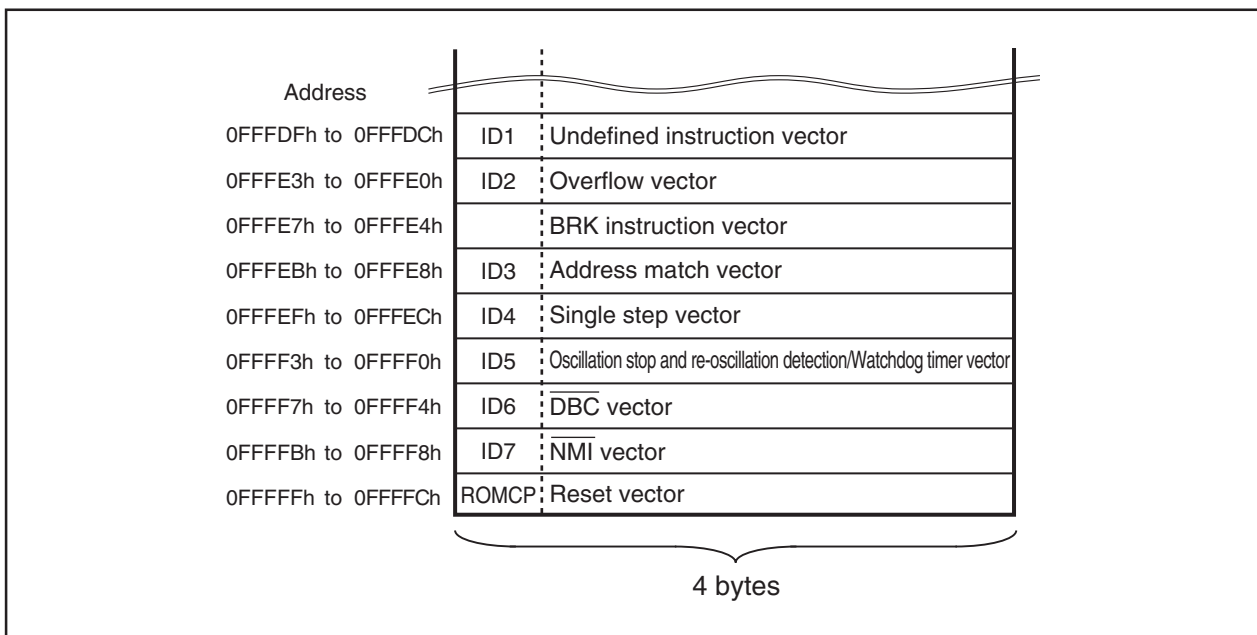 Address
0FFFDFh to 0FFFDCh ID1 Undefined instruction vector
0FFFE3h to 0FFFE0h ID2 Overflow vector
0FFFE7h to 0FFFE4h BRK instruction vector
0FFFEBh to 0FFFE8h ID3 Address match vector
0FFFEFh to 0FFFECh ID4 Single step vector
0FFFF3h to 0FFFF0h ID5 Oscillation stop and re-oscillation detection/Watchdog timer vector
0FFFF7h to 0FFFF4h ID6 D̅B̅C̅ vector
0FFFFBh to 0FFFF8h ID7 N̅M̅I̅ vector
0FFFFFh to 0FFFFCh ROMCP Reset vector
4 bytes